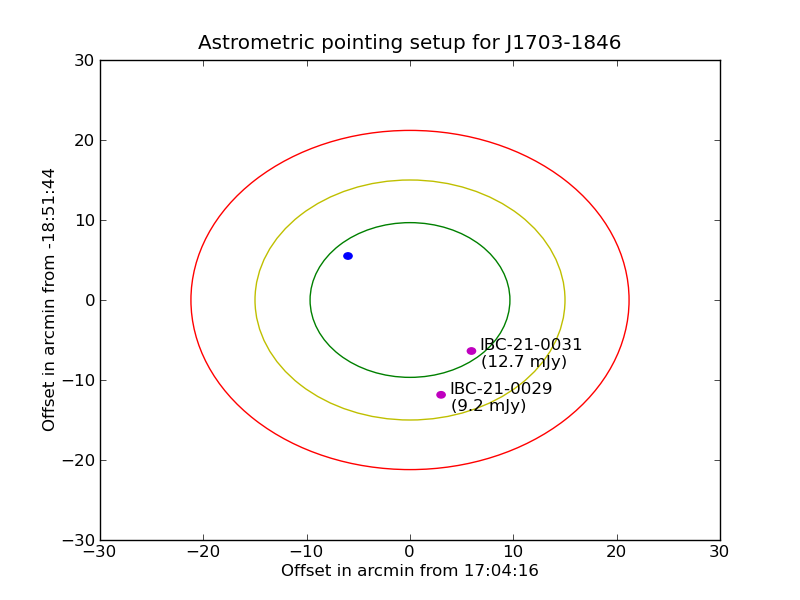 Astrometric pointing setup for J1703-1846
30
20
10
0
−10
−20
−30
Offset in arcmin from -18:51:44
IBC-21-0031
(12.7 mJy)
IBC-21-0029
(9.2 mJy)
−30 −20 −10 0 10 20 30
Offset in arcmin from 17:04:16